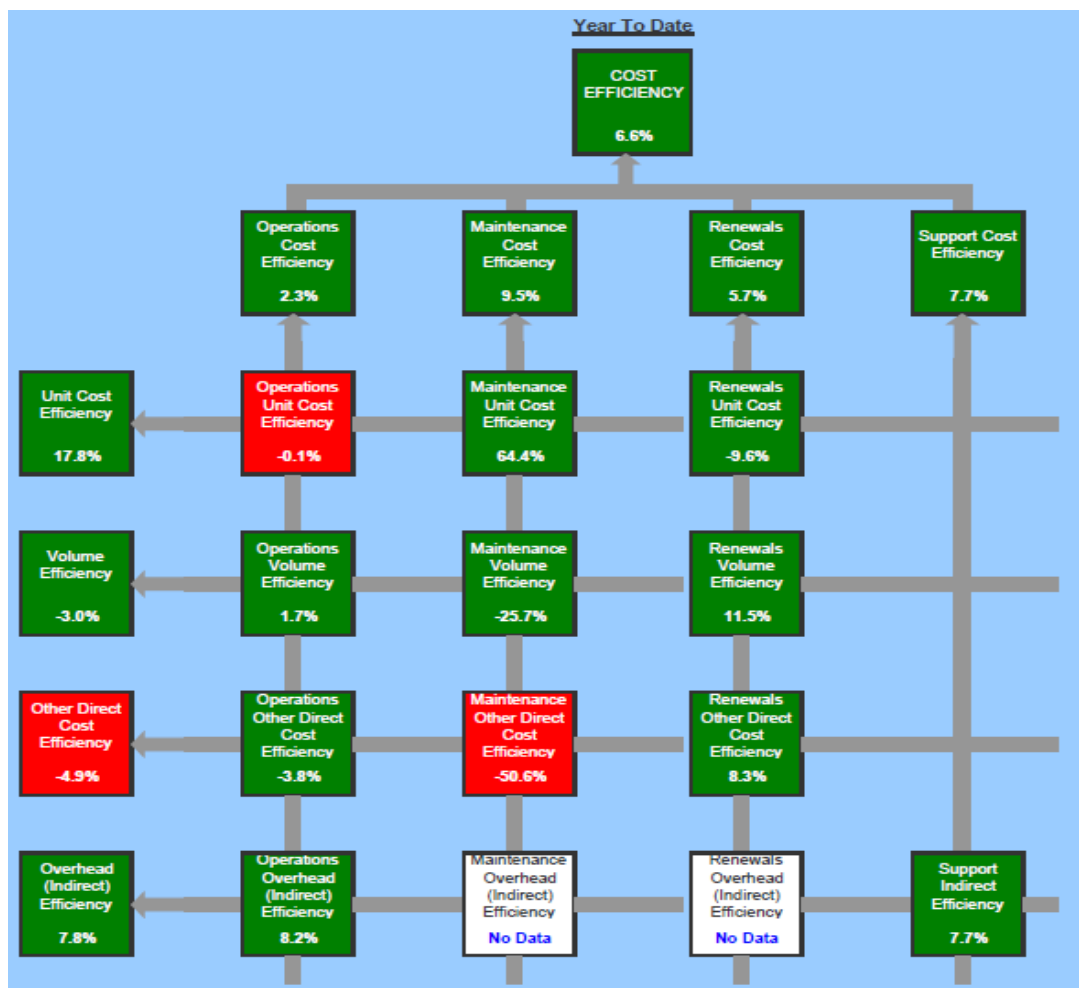 Year To Date
COST
EFFICIENCY
6.6%
Operations
Cost
Efficiency
2.3%
Maintenance
Cost
Efficiency
9.5%
Renewals
Cost
Efficiency
5.7%
Support Cost
Efficiency
7.7%
Unit Cost
Efficiency
17.8%
Operations
Unit Cost
Efficiency
-0.1%
Maintenance
Unit Cost
Efficiency
64.4%
Renewals
Unit Cost
Efficiency
-9.6%
Volume
Efficiency
-3.0%
Operations
Volume
Efficiency
1.7%
Maintenance
Volume
Efficiency
-25.7%
Renewals
Volume
Efficiency
11.5%
Other Direct
Cost
Efficiency
-4.9%
Operations
Other Direct
Cost
Efficiency
-3.8%
Maintenance
Other Direct
Cost
Efficiency
-50.6%
Renewals
Other Direct
Cost
Efficiency
8.3%
Overhead
(Indirect)
Efficiency
7.8%
Operations
Overhead
(Indirect)
Efficiency
8.2%
Maintenance
Overhead
(Indirect)
Efficiency
No Data
Renewals
Overhead
(Indirect)
Efficiency
No Data
Support
Indirect
Efficiency
7.7%